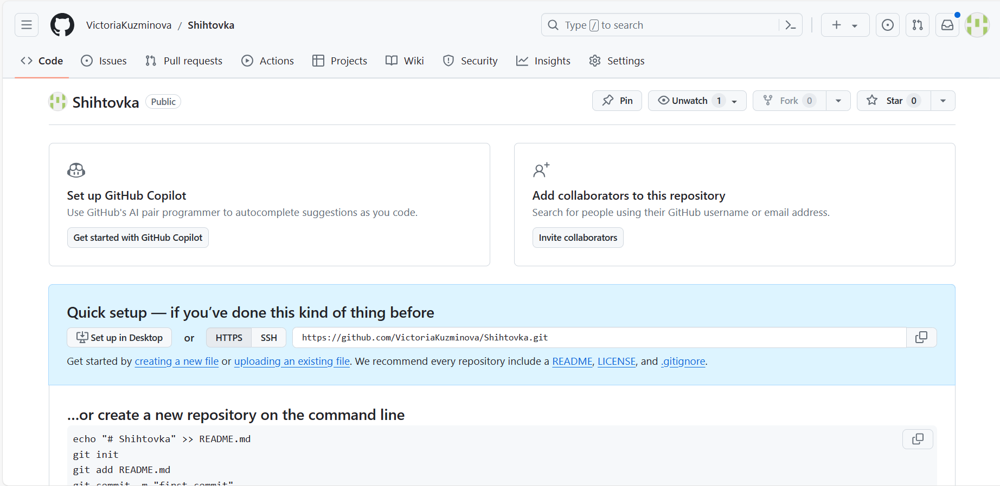 VictoriaKuzminova / Shihtovka
Type / to search
Code Issues Pull requests Actions Projects Wiki Security Insights Settings
Shihtovka Public
Pin Unwatch 1 Fork 0 Star 0
Set up GitHub Copilot
Use GitHub's AI pair programmer to autocomplete suggestions as you code.
Get started with GitHub Copilot
Add collaborators to this repository
Search for people using their GitHub username or email address.
Invite collaborators
Quick setup — if you’ve done this kind of thing before
Set up in Desktop or HTTPS SSH https://github.com/VictoriaKuzminova/Shihtovka.git
Get started by creating a new file or uploading an existing file. We recommend every repository include a README, LICENSE, and .gitignore.
…or create a new repository on the command line
echo "# Shihtovka" >> README.md
git init
git add README.md
git commit -m "first commit"